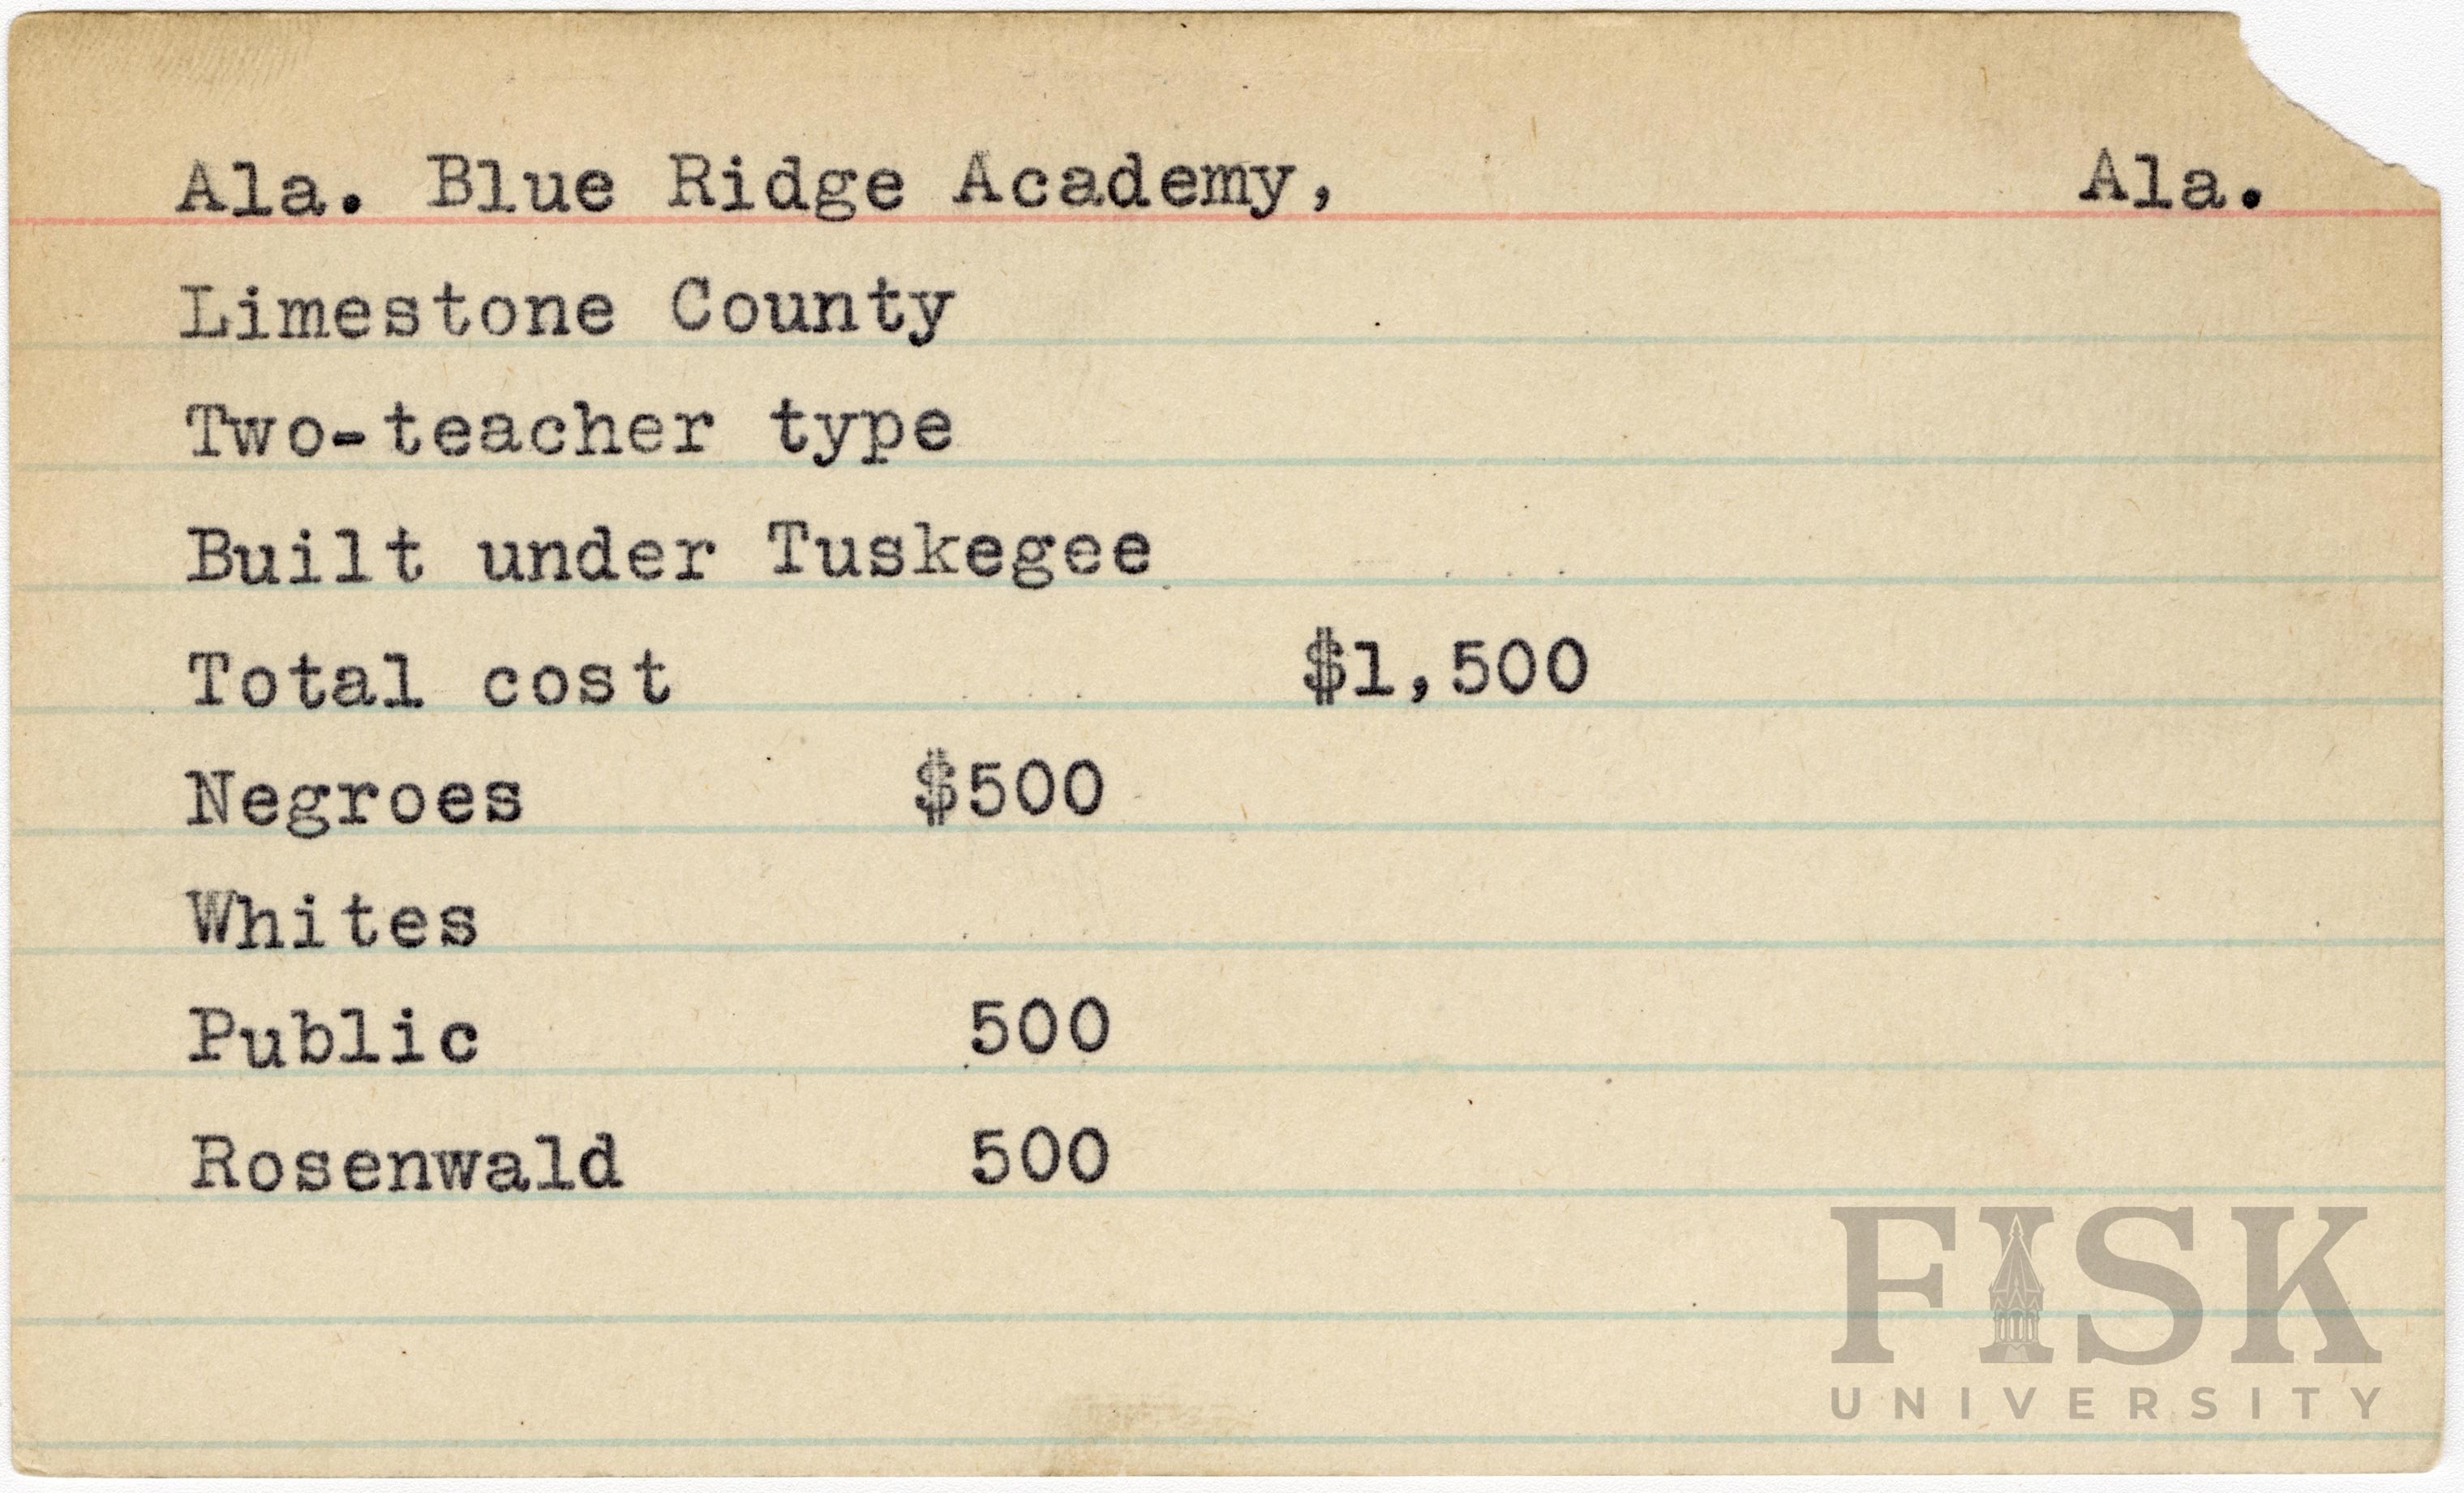 Ala. Blue Ridge Academy, Ala.
Limestone County
Two-teacher type
Built under Tuskegee
Total cost $1,500
Negroes $500
Whites
Public 500
Rosenwald 500
FISK
UNIVERSITY